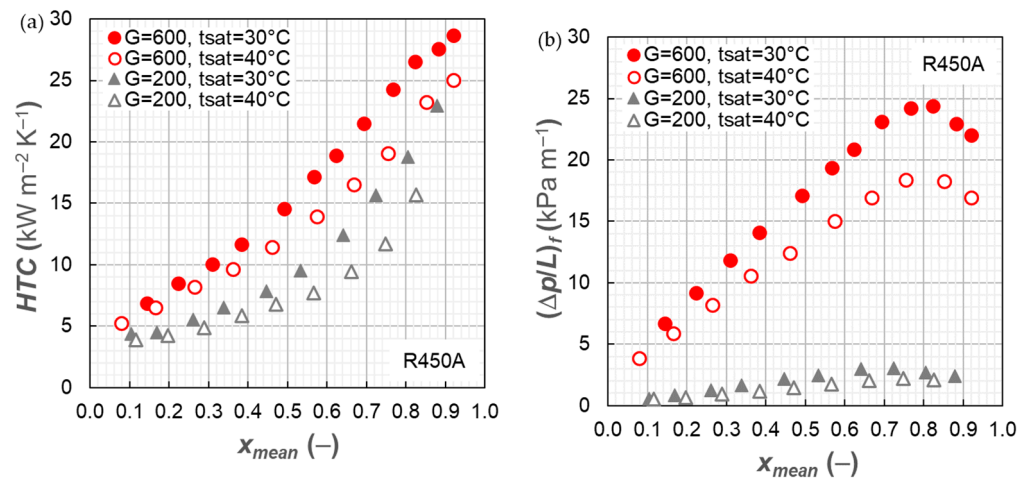 (a)
30
25
20
15
10
5
0
HTC (kW m−2 K−1)
G=600, tsat=30°C
G=600, tsat=40°C
G=200, tsat=30°C
G=200, tsat=40°C
R450A
0.0 0.1 0.2 0.3 0.4 0.5 0.6 0.7 0.8 0.9 1.0
xmean (–)
(b)
30
25
20
15
10
5
0
(Δp/L)f (kPa m−1)
G=600, tsat=30°C
G=600, tsat=40°C
G=200, tsat=30°C
G=200, tsat=40°C
R450A
0.0 0.1 0.2 0.3 0.4 0.5 0.6 0.7 0.8 0.9 1.0
xmean (–)